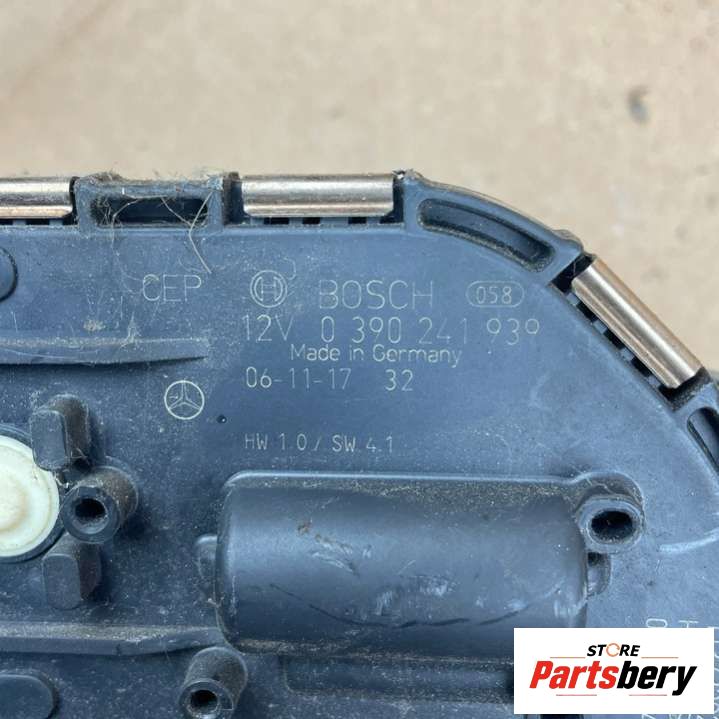 CEP BOSCH 058
12V 0 390 241 939
Made in Germany
06-11-17 32
HW 1.0 / SW 4.1
STORE
Partsbery